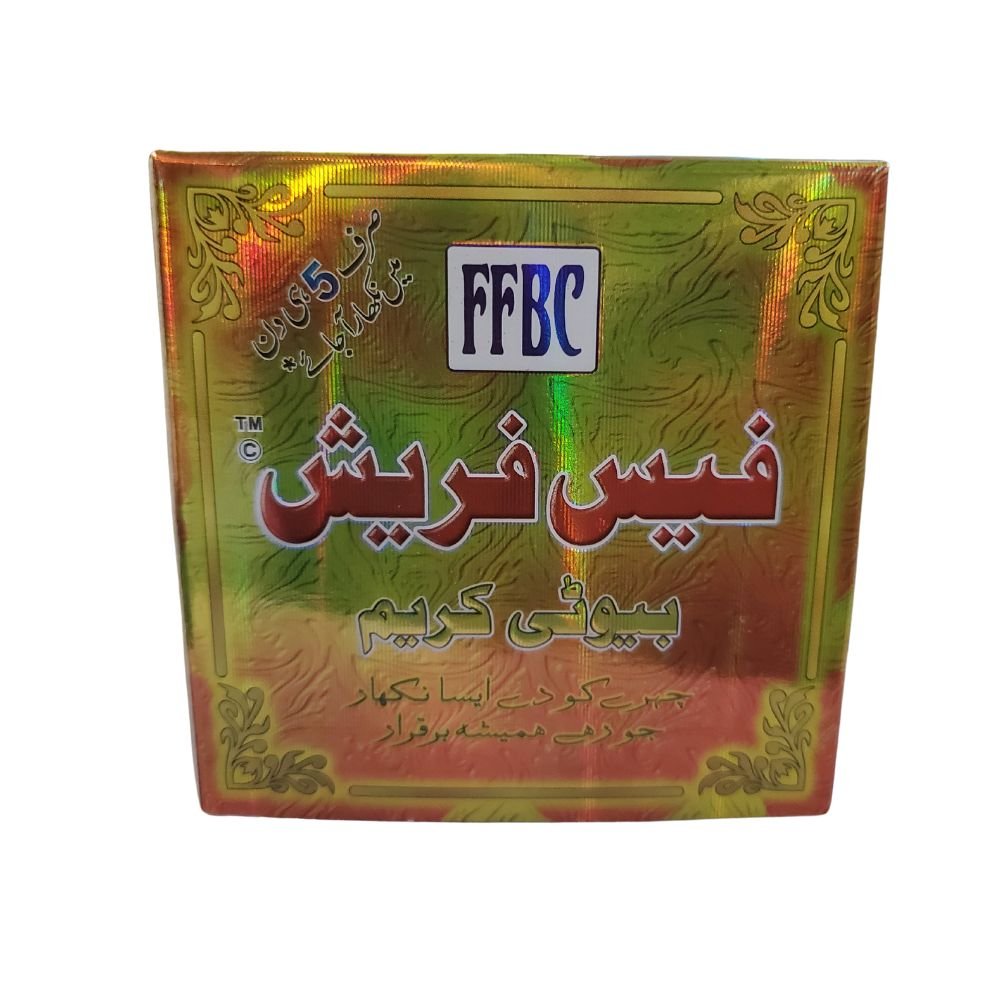 صرف 5 ہی دن
میں نکھار آجائے*
FFBC
TM
©
فیس فریش
بیوٹی کریم
چہرے کو دے ایسا نکھار
جو رہے ہمیشہ برقرار